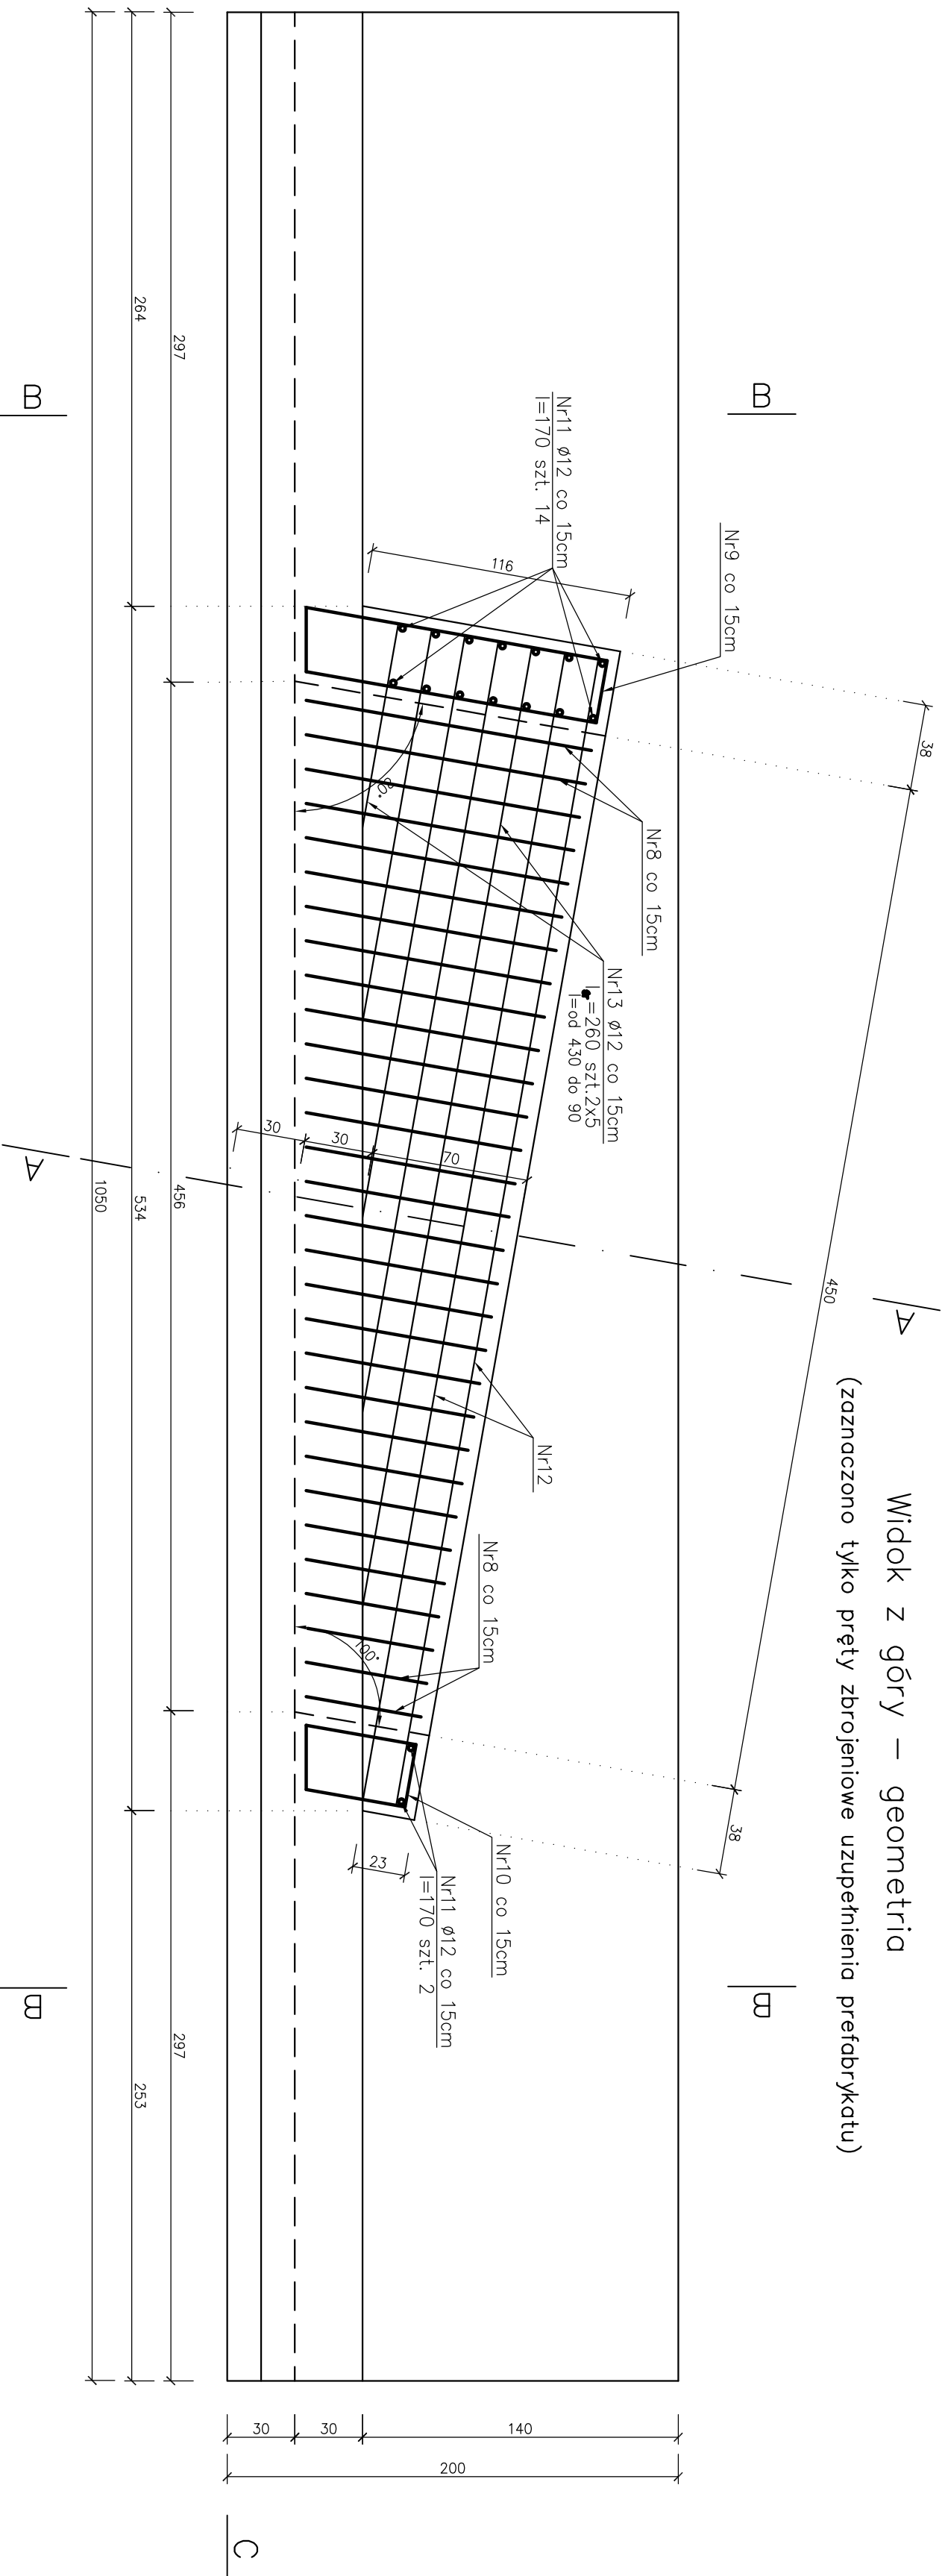 Widok z góry – geometria
(zaznaczono tylko pręty zbrojeniowe uzupełnienia prefabrykatu)
B
B
A
38
450
38
Nr9 co 15cm
Nr11 ø12 co 15cm
l=170 szt. 14
116
Nr8 co 15cm
Nr13 ø12 co 15cm
=260 szt.2x5
l=od 430 do 90
Nr12
Nr8 co 15cm
Nr10 co 15cm
Nr11 ø12 co 15cm
l=170 szt. 2
23
80°
100°
30
30
70
297
456
297
264
534
253
1050
30
30
140
200
B
A
B
C